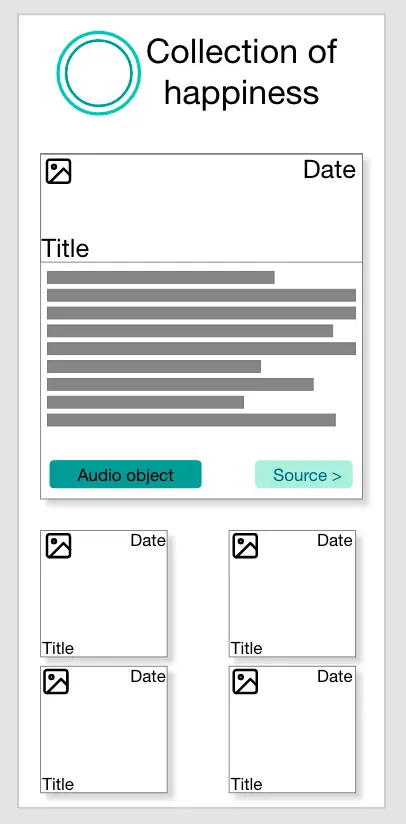 Collection of
happiness
Date
Title
Audio object
Source >
Date
Title
Date
Title
Date
Title
Date
Title